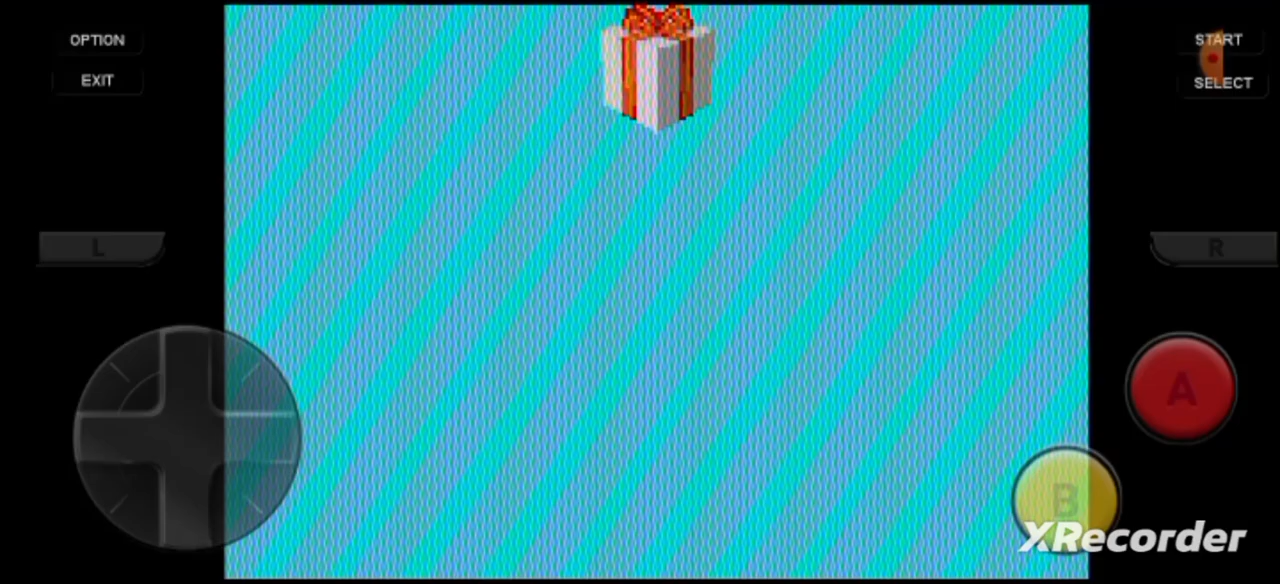 OPTION
START
EXIT
SELECT
L
R
A
B
XRecorder